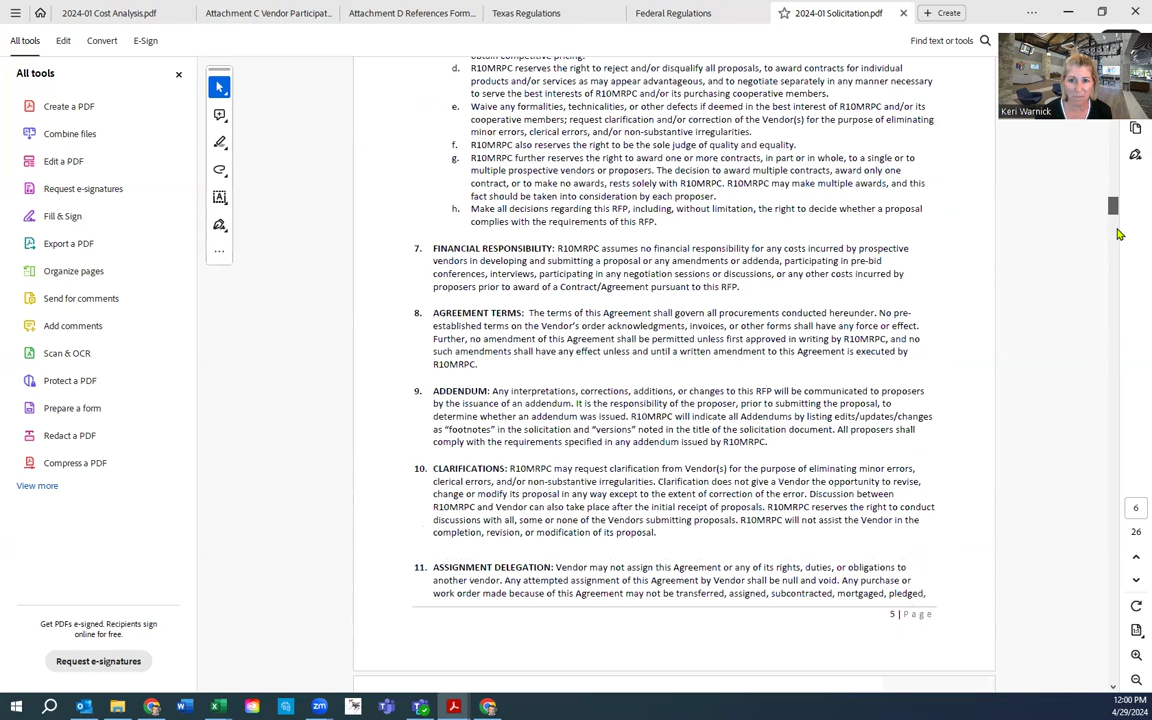 2024-01 Cost Analysis.pdf
Attachment C Vendor Participat...
Attachment D References Form...
Texas Regulations
Federal Regulations
2024-01 Solicitation.pdf
Create
All tools
Edit
Convert
E-Sign
Find text or tools
All tools
Create a PDF
Combine files
Edit a PDF
Request e-signatures
Fill & Sign
Export a PDF
Organize pages
Send for comments
Add comments
Scan & OCR
Protect a PDF
Prepare a form
Redact a PDF
Compress a PDF
View more
Get PDFs e-signed. Recipients sign
online for free.
Request e-signatures
obtain competitive pricing.
d. R10MRPC reserves the right to reject and/or disqualify all proposals, to award contracts for individual
products and/or services as may appear advantageous, and to negotiate separately in any manner necessary
to serve the best interests of R10MRPC and/or its purchasing cooperative members.
e. Waive any formalities, technicalities, or other defects if deemed in the best interest of R10MRPC and/or its
cooperative members; request clarification and/or correction of the Vendor(s) for the purpose of eliminating
minor errors, clerical errors, and/or non-substantive irregularities.
f. R10MRPC also reserves the right to be the sole judge of quality and equality.
g. R10MRPC further reserves the right to award one or more contracts, in part or in whole, to a single or to
multiple prospective vendors or proposers. The decision to award multiple contracts, award only one
contract, or to make no awards, rests solely with R10MRPC. R10MRPC may make multiple awards, and this
fact should be taken into consideration by each proposer.
h. Make all decisions regarding this RFP, including, without limitation, the right to decide whether a proposal
complies with the requirements of this RFP.
7. FINANCIAL RESPONSIBILITY: R10MRPC assumes no financial responsibility for any costs incurred by prospective
vendors in developing and submitting a proposal or any amendments or addenda, participating in pre-bid
conferences, interviews, participating in any negotiation sessions or discussions, or any other costs incurred by
proposers prior to award of a Contract/Agreement pursuant to this RFP.
8. AGREEMENT TERMS: The terms of this Agreement shall govern all procurements conducted hereunder. No pre-
established terms on the Vendor's order acknowledgments, invoices, or other forms shall have any force or effect.
Further, no amendment of this Agreement shall be permitted unless first approved in writing by R10MRPC, and no
such amendments shall have any effect unless and until a written amendment to this Agreement is executed by
R10MRPC.
9. ADDENDUM: Any interpretations, corrections, additions, or changes to this RFP will be communicated to proposers
by the issuance of an addendum. It is the responsibility of the proposer, prior to submitting the proposal, to
determine whether an addendum was issued. R10MRPC will indicate all Addendums by listing edits/updates/changes
as “footnotes” in the solicitation and “versions” noted in the title of the solicitation document. All proposers shall
comply with the requirements specified in any addendum issued by R10MRPC.
10. CLARIFICATIONS: R10MRPC may request clarification from Vendor(s) for the purpose of eliminating minor errors,
clerical errors, and/or non-substantive irregularities. Clarification does not give a Vendor the opportunity to revise,
change or modify its proposal in any way except to the extent of correction of the error. Discussion between
R10MRPC and Vendor can also take place after the initial receipt of proposals. R10MRPC reserves the right to conduct
discussions with all, some or none of the Vendors submitting proposals. R10MRPC will not assist the Vendor in the
completion, revision, or modification of its proposal.
11. ASSIGNMENT DELEGATION: Vendor may not assign this Agreement or any of its rights, duties, or obligations to
another vendor. Any attempted assignment of this Agreement by Vendor shall be null and void. Any purchase or
work order made because of this Agreement may not be transferred, assigned, subcontracted, mortgaged, pledged,
5 | Page
Keri Warnick
6
26
12:00 PM
4/29/2024